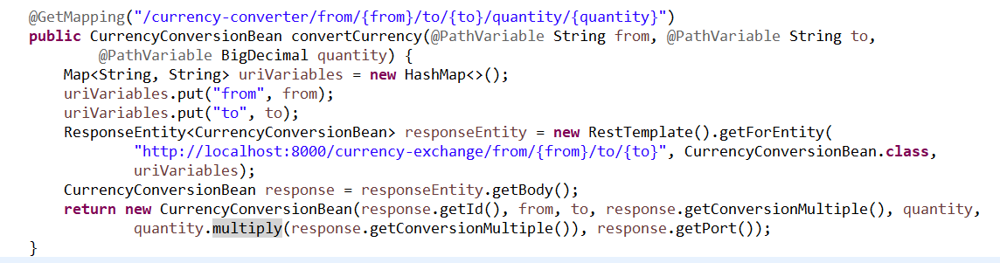 @GetMapping("/currency-converter/from/{from}/to/{to}/quantity/{quantity}")
public CurrencyConversionBean convertCurrency(@PathVariable String from, @PathVariable String to,
@PathVariable BigDecimal quantity) {
Map<String, String> uriVariables = new HashMap<>();
uriVariables.put("from", from);
uriVariables.put("to", to);
ResponseEntity<CurrencyConversionBean> responseEntity = new RestTemplate().getForEntity(
"http://localhost:8000/currency-exchange/from/{from}/to/{to}", CurrencyConversionBean.class,
uriVariables);
CurrencyConversionBean response = responseEntity.getBody();
return new CurrencyConversionBean(response.getId(), from, to, response.getConversionMultiple(), quantity,
quantity.multiply(response.getConversionMultiple()), response.getPort());
}